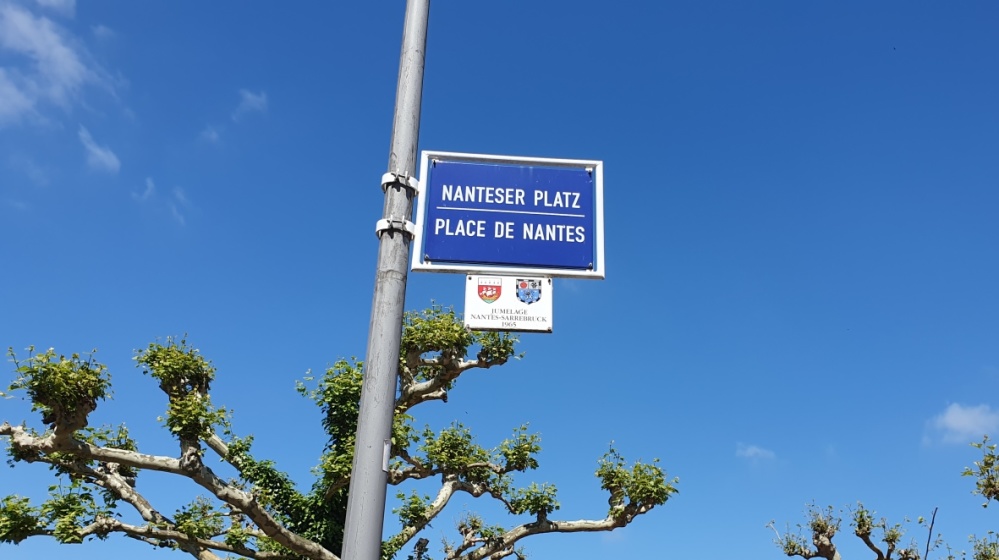 NANTESER PLATZ
PLACE DE NANTES
JUMELAGE
NANTES-SARREBRUCK
1965